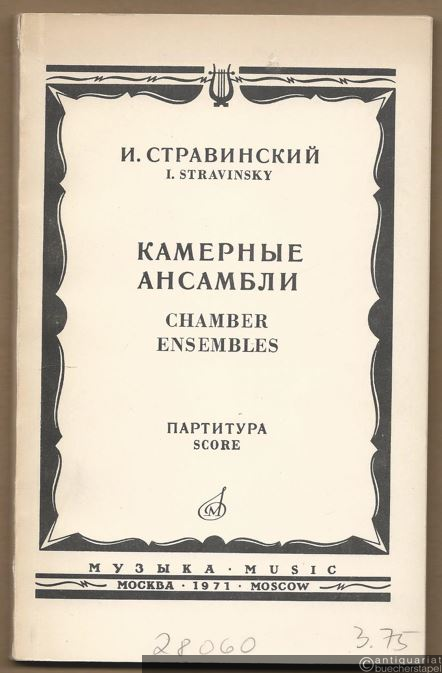 И. СТРАВИНСКИЙ
I. STRAVINSKY
КАМЕРНЫЕ
АНСАМБЛИ
CHAMBER
ENSEMBLES
ПАРТИТУРА
SCORE
М
МУЗЫКА · MUSIC
МОСКВА · 1971 · MOSCOW
28060
3.75
antiquariat
buecherstapel